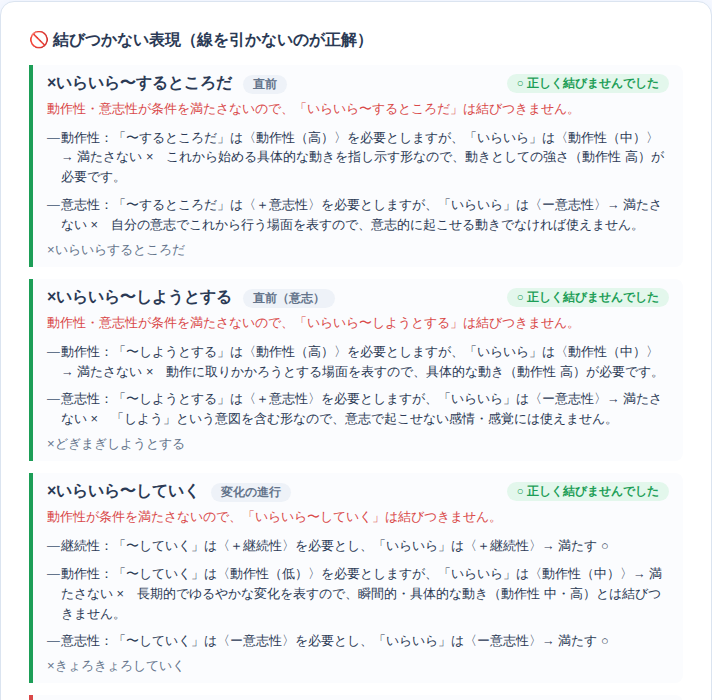 🚫 結びつかない表現（線を引かないのが正解）
×いらいら〜するところだ 直前 ○ 正しく結びませんでした
動作性・意志性が条件を満たさないので、「いらいら〜するところだ」は結びつきません。
―動作性：「〜するところだ」は〈動作性（高）〉を必要としますが、「いらいら」は〈動作性（中）〉
→ 満たさない ×　これから始める具体的な動きを指し示す形なので、動きとしての強さ（動作性 高）が
必要です。
―意志性：「〜するところだ」は〈＋意志性〉を必要としますが、「いらいら」は〈ー意志性〉→ 満たさ
ない ×　自分の意志でこれから行う場面を表すので、意志的に起こせる動きでなければ使えません。
×いらいらするところだ
×いらいら〜しようとする 直前（意志） ○ 正しく結びませんでした
動作性・意志性が条件を満たさないので、「いらいら〜しようとする」は結びつきません。
―動作性：「〜しようとする」は〈動作性（高）〉を必要としますが、「いらいら」は〈動作性（中）〉
→ 満たさない ×　動作に取りかかろうとする場面を表すので、具体的な動き（動作性 高）が必要です。
―意志性：「〜しようとする」は〈＋意志性〉を必要としますが、「いらいら」は〈ー意志性〉→ 満たさ
ない ×　「しよう」という意図を含む形なので、意志で起こせない感情・感覚には使えません。
×どぎまぎしようとする
×いらいら〜していく 変化の進行 ○ 正しく結びませんでした
動作性が条件を満たさないので、「いらいら〜していく」は結びつきません。
―継続性：「〜していく」は〈＋継続性〉を必要とし、「いらいら」は〈＋継続性〉→ 満たす ○
―動作性：「〜していく」は〈動作性（低）〉を必要としますが、「いらいら」は〈動作性（中）〉→ 満
たさない ×　長期的でゆるやかな変化を表すので、瞬間的・具体的な動き（動作性 中・高）とは結びつ
きません。
―意志性：「〜していく」は〈ー意志性〉を必要とし、「いらいら」は〈ー意志性〉→ 満たす ○
×きょろきょろしていく